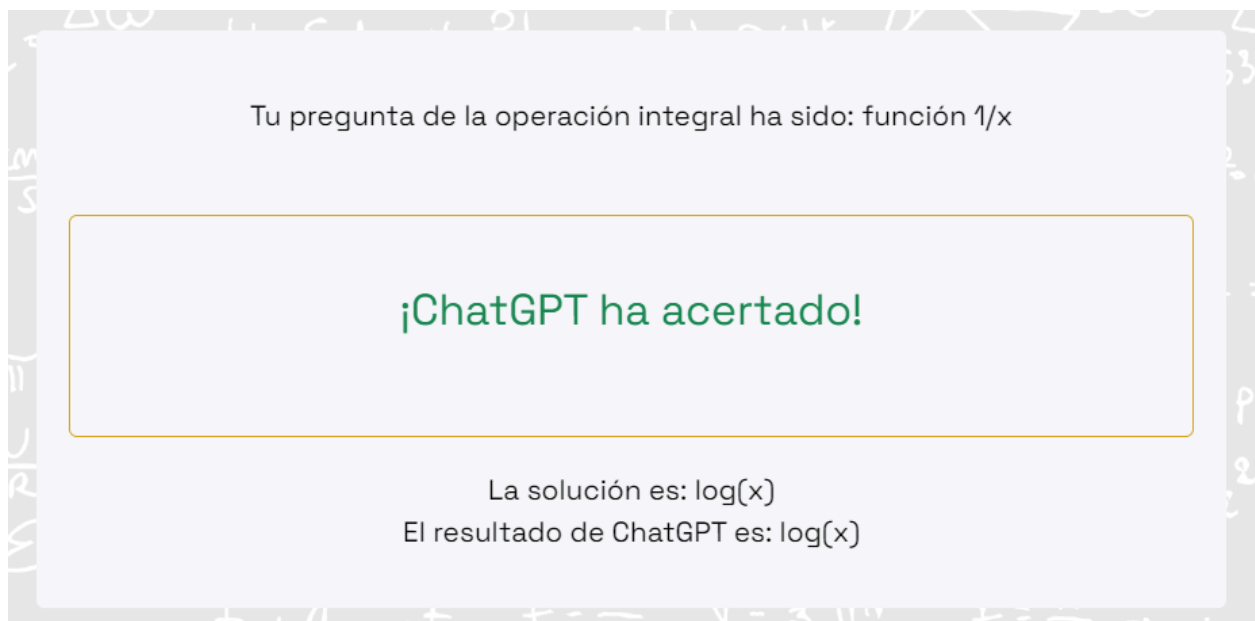 Tu pregunta de la operación integral ha sido: función 1/x
¡ChatGPT ha acertado!
La solución es: log(x)
El resultado de ChatGPT es: log(x)